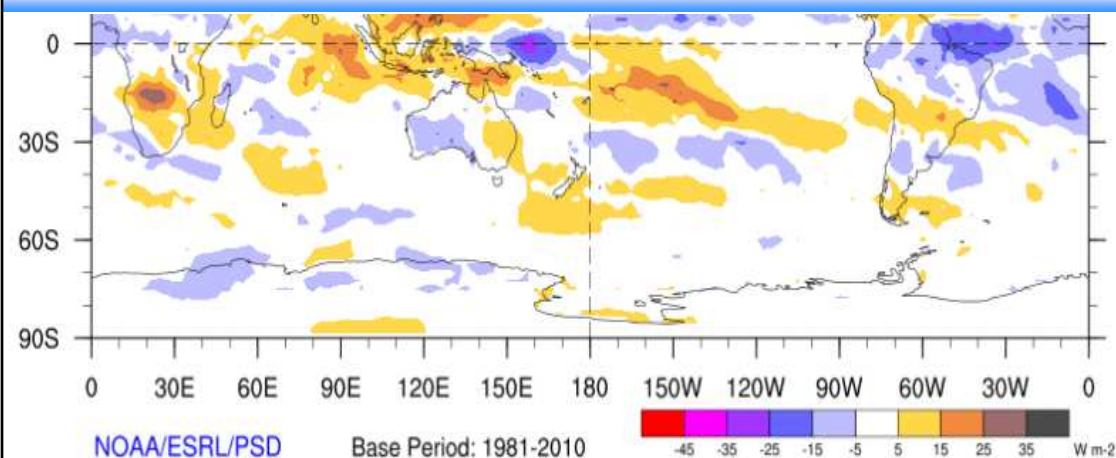 0
30S
60S
90S
0 30E 60E 90E 120E 150E 180 150W 120W 90W 60W 30W 0
-45 -35 -25 -15 -5 5 15 25 35 W m-2
NOAA/ESRL/PSD Base Period: 1981-2010